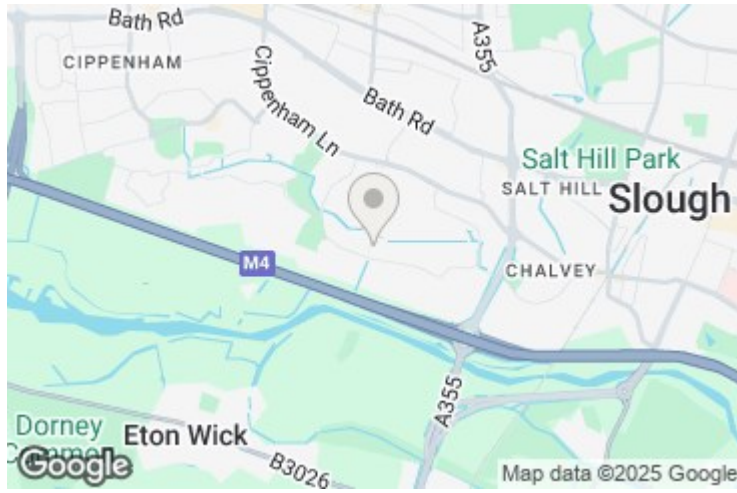 Bath Rd
CIPPENHAM
Cippenham Ln
Bath Rd
A355
Salt Hill Park
SALT HILL
Slough
M4
CHALVEY
A355
Dorney
Common
Eton Wick
B3026
Google
Map data ©2025 Google